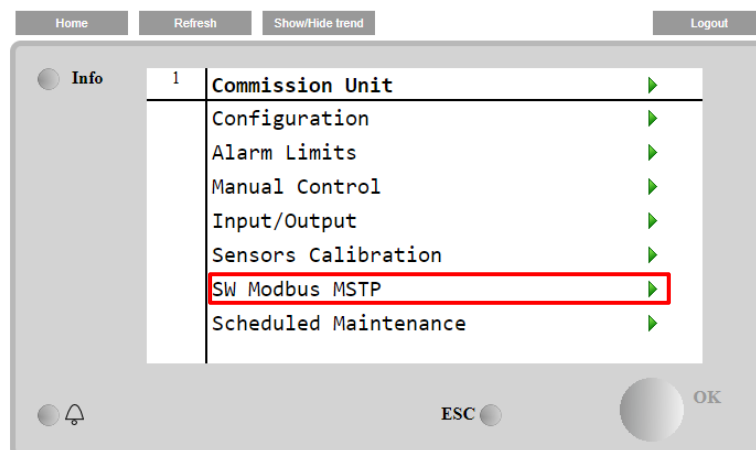 Home Refresh Show/Hide trend Logout
Info
1 Commission Unit
Configuration
Alarm Limits
Manual Control
Input/Output
Sensors Calibration
SW Modbus MSTP
Scheduled Maintenance
ESC OK